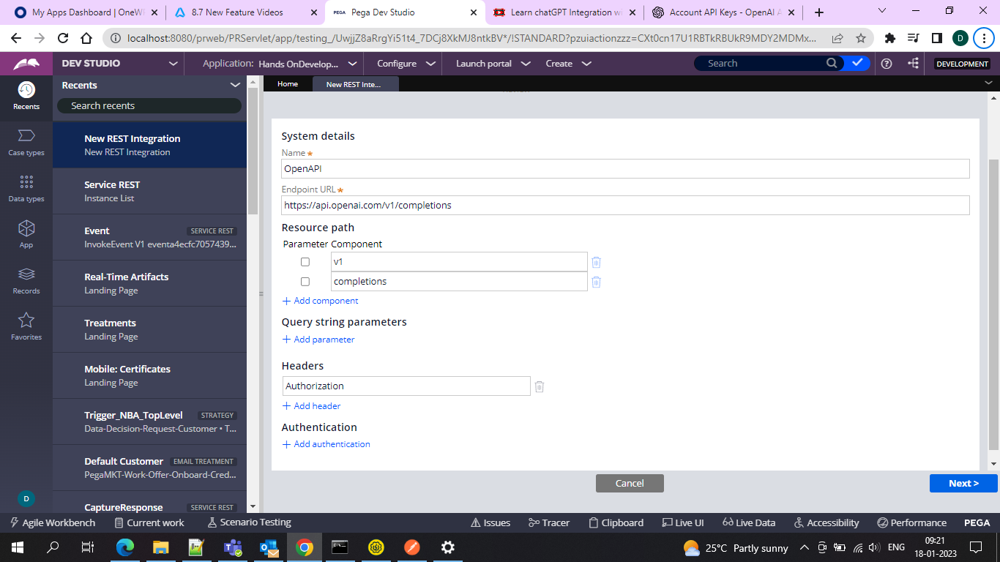 My Apps Dashboard | OneW
8.7 New Feature Videos
PEGA Pega Dev Studio
Learn chatGPT Integration wi
Account API Keys - OpenAI A
localhost:8080/prweb/PRServlet/app/testing_/UwjjZ8aRrgYi51t4_7DCj8XkMJ8ntkBV*/!STANDARD?pzuiactionzzz=CXt0cn17U1RBTkRBUkR9MDY2MDMx...
D
DEV STUDIO
Application: Hands OnDevelop...
Configure
Launch portal
Create
Search
DEVELOPMENT
Recents
Case types
Data types
App
Records
Favorites
D
Recents
Search recents
New REST Integration
New REST Integration
Service REST
Instance List
Event SERVICE REST
InvokeEvent V1 eventa4ecfc7057439...
Real-Time Artifacts
Landing Page
Treatments
Landing Page
Mobile: Certificates
Landing Page
Trigger_NBA_TopLevel STRATEGY
Data-Decision-Request-Customer • T...
Default Customer EMAIL TREATMENT
PegaMKT-Work-Offer-Onboard-Cred...
CaptureResponse SERVICE REST
Home
New REST Inte...
System details
Name
OpenAPI
Endpoint URL
https://api.openai.com/v1/completions
Resource path
Parameter Component
v1
completions
+ Add component
Query string parameters
+ Add parameter
Headers
Authorization
+ Add header
Authentication
+ Add authentication
Cancel
Next >
Agile Workbench
Current work
Scenario Testing
Issues
Tracer
Clipboard
Live UI
Live Data
Accessibility
Performance
PEGA
25°C Partly sunny
ENG
09:21
18-01-2023